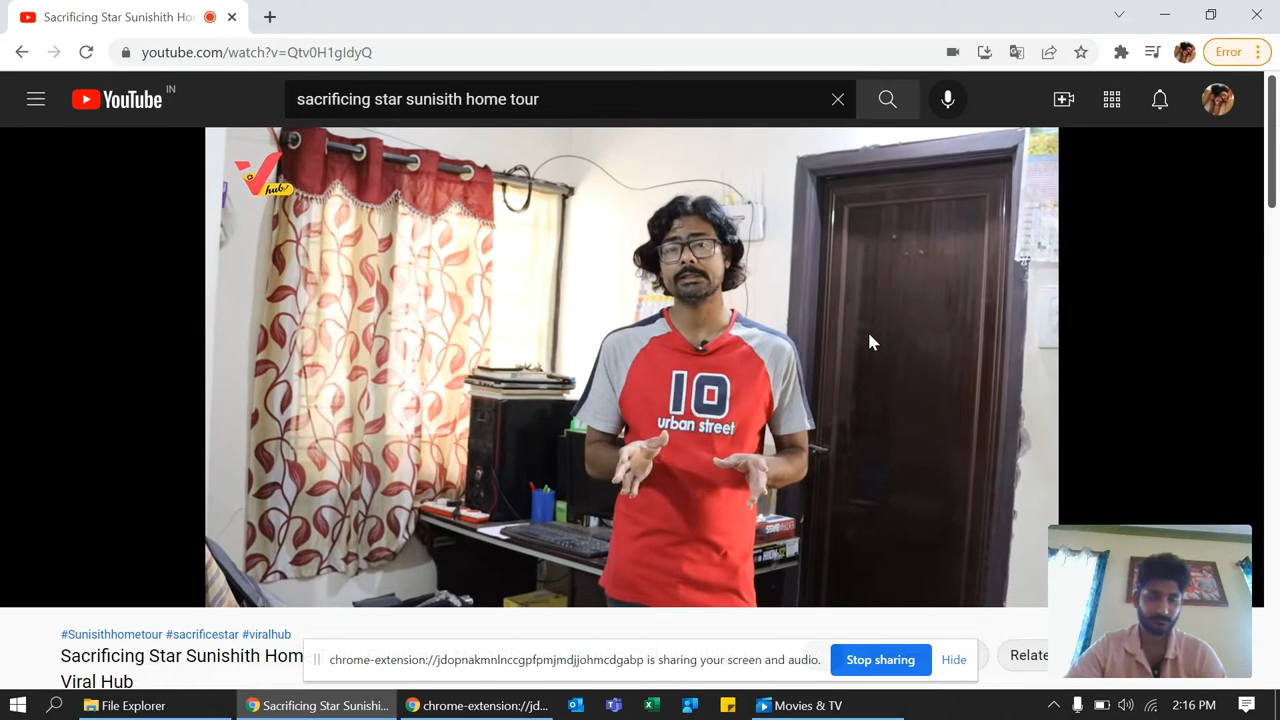 Sacrificing Star Sunishith Ho
youtube.com/watch?v=Qtv0H1gIdyQ
Error
YouTube IN
sacrificing star sunisith home tour
hub!
10
urban street
#Sunisithhometour #sacrificestar #viralhub
Sacrificing Star Sunishith Hom
Viral Hub
chrome-extension://jdopnakmnlnccgpfpmjmdjjohmcdgabp is sharing your screen and audio.
Stop sharing
Hide
Relate
File Explorer
Sacrificing Star Sunishi...
chrome-extension://jd...
Movies & TV
2:16 PM